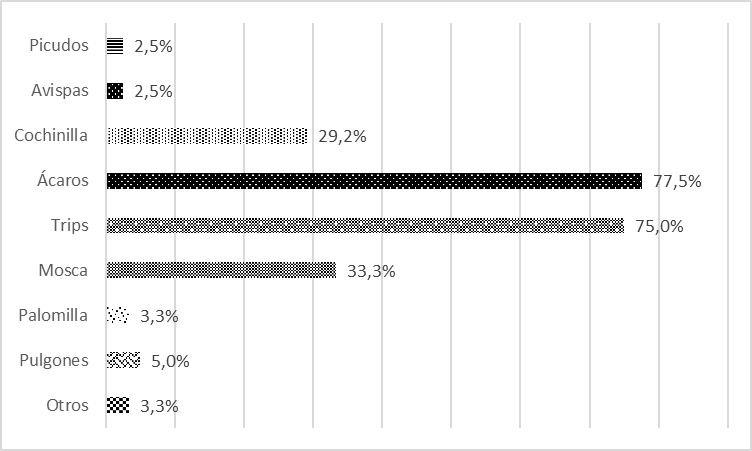 Picudos 2,5%
Avispas 2,5%
Cochinilla 29,2%
Ácaros 77,5%
Trips 75,0%
Mosca 33,3%
Palomilla 3,3%
Pulgones 5,0%
Otros 3,3%